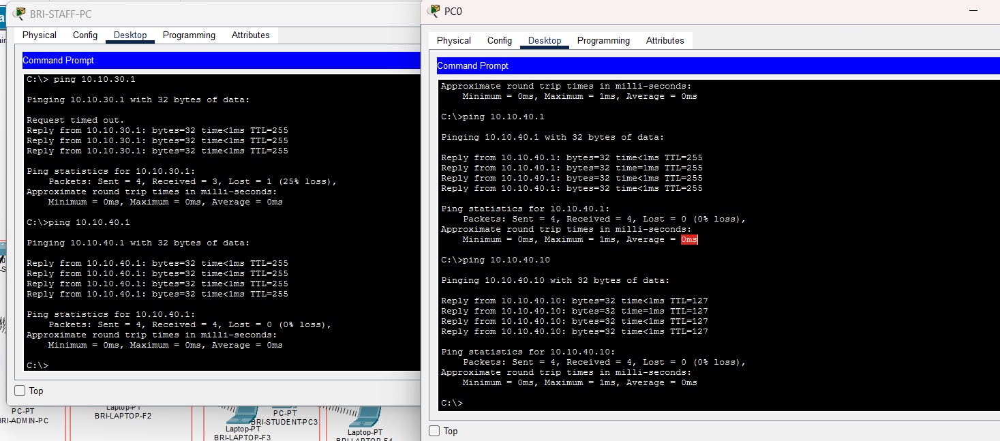 BRI-STAFF-PC
Physical Config Desktop Programming Attributes
Command Prompt
C:\> ping 10.10.30.1
Pinging 10.10.30.1 with 32 bytes of data:
Request timed out.
Reply from 10.10.30.1: bytes=32 time<1ms TTL=255
Reply from 10.10.30.1: bytes=32 time<1ms TTL=255
Reply from 10.10.30.1: bytes=32 time<1ms TTL=255
Ping statistics for 10.10.30.1:
Packets: Sent = 4, Received = 3, Lost = 1 (25% loss),
Approximate round trip times in milli-seconds:
Minimum = 0ms, Maximum = 0ms, Average = 0ms
C:\>ping 10.10.40.1
Pinging 10.10.40.1 with 32 bytes of data:
Reply from 10.10.40.1: bytes=32 time<1ms TTL=255
Reply from 10.10.40.1: bytes=32 time<1ms TTL=255
Reply from 10.10.40.1: bytes=32 time<1ms TTL=255
Reply from 10.10.40.1: bytes=32 time<1ms TTL=255
Ping statistics for 10.10.40.1:
Packets: Sent = 4, Received = 4, Lost = 0 (0% loss),
Approximate round trip times in milli-seconds:
Minimum = 0ms, Maximum = 0ms, Average = 0ms
C:\>
Top
PC0
Physical Config Desktop Programming Attributes
Command Prompt
Approximate round trip times in milli-seconds:
Minimum = 0ms, Maximum = 1ms, Average = 0ms
C:\>ping 10.10.40.1
Pinging 10.10.40.1 with 32 bytes of data:
Reply from 10.10.40.1: bytes=32 time<1ms TTL=255
Reply from 10.10.40.1: bytes=32 time=1ms TTL=255
Reply from 10.10.40.1: bytes=32 time<1ms TTL=255
Reply from 10.10.40.1: bytes=32 time<1ms TTL=255
Ping statistics for 10.10.40.1:
Packets: Sent = 4, Received = 4, Lost = 0 (0% loss),
Approximate round trip times in milli-seconds:
Minimum = 0ms, Maximum = 1ms, Average = 0ms
C:\>ping 10.10.40.10
Pinging 10.10.40.10 with 32 bytes of data:
Reply from 10.10.40.10: bytes=32 time<1ms TTL=127
Reply from 10.10.40.10: bytes=32 time=1ms TTL=127
Reply from 10.10.40.10: bytes=32 time<1ms TTL=127
Reply from 10.10.40.10: bytes=32 time<1ms TTL=127
Ping statistics for 10.10.40.10:
Packets: Sent = 4, Received = 4, Lost = 0 (0% loss),
Approximate round trip times in milli-seconds:
Minimum = 0ms, Maximum = 1ms, Average = 0ms
C:\>
Top
PC-PT
BRI-ADMIN-PC
Laptop-PT
BRI-LAPTOP-F2
PC-PT
BRI-STUDENT-PC3
Laptop-PT
BRI-LAPTOP-F3
Laptop-PT
BRI-LAPTOP-F4